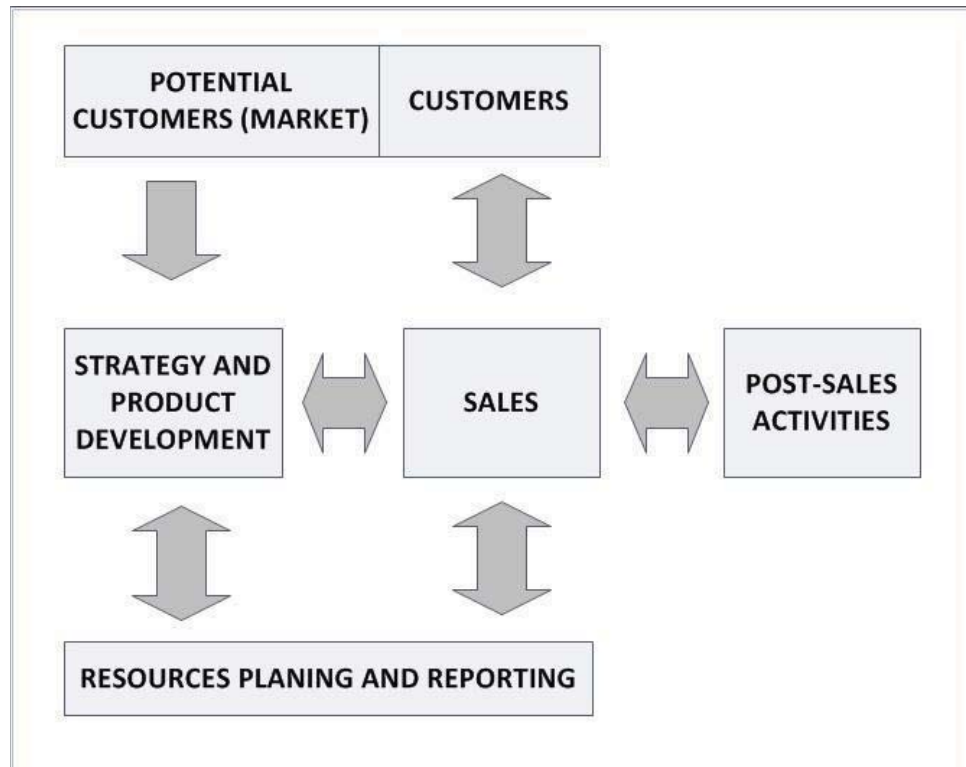 POTENTIAL
CUSTOMERS (MARKET)
CUSTOMERS
STRATEGY AND
PRODUCT
DEVELOPMENT
SALES
POST-SALES
ACTIVITIES
RESOURCES PLANING AND REPORTING